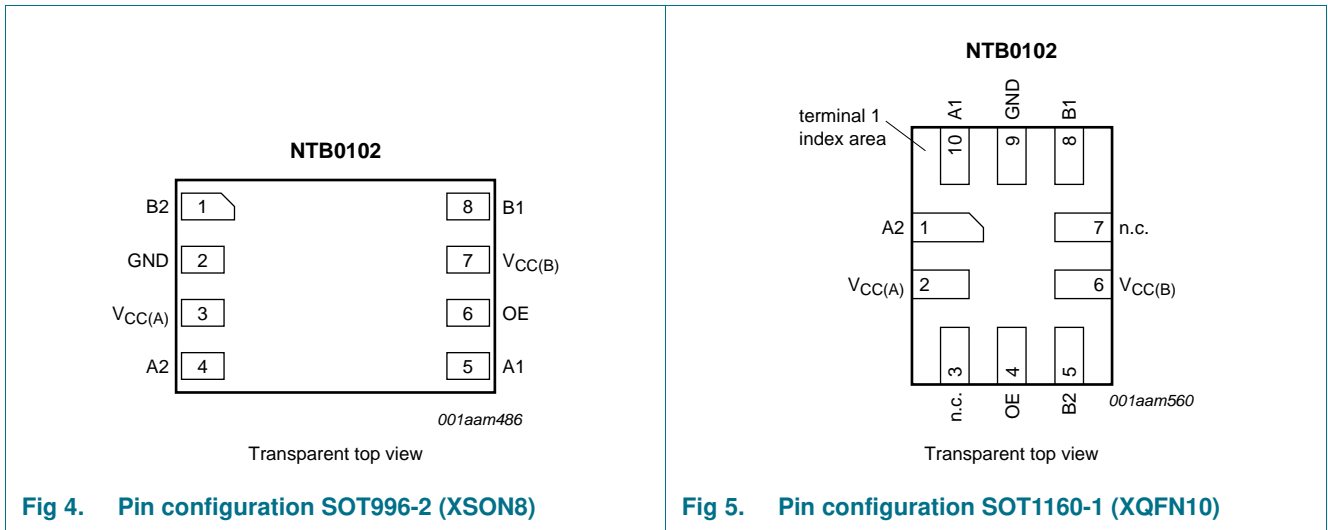 NTB0102
B2 1 8 B1
GND 2 7 VCC(B)
VCC(A) 3 6 OE
A2 4 5 A1
001aam486
Transparent top view
Fig 4. Pin configuration SOT996-2 (XSON8)
NTB0102
terminal 1
index area
A1 GND B1
10 9 8
A2 1 7 n.c.
VCC(A) 2 6 VCC(B)
3 4 5
n.c. OE B2
001aam560
Transparent top view
Fig 5. Pin configuration SOT1160-1 (XQFN10)